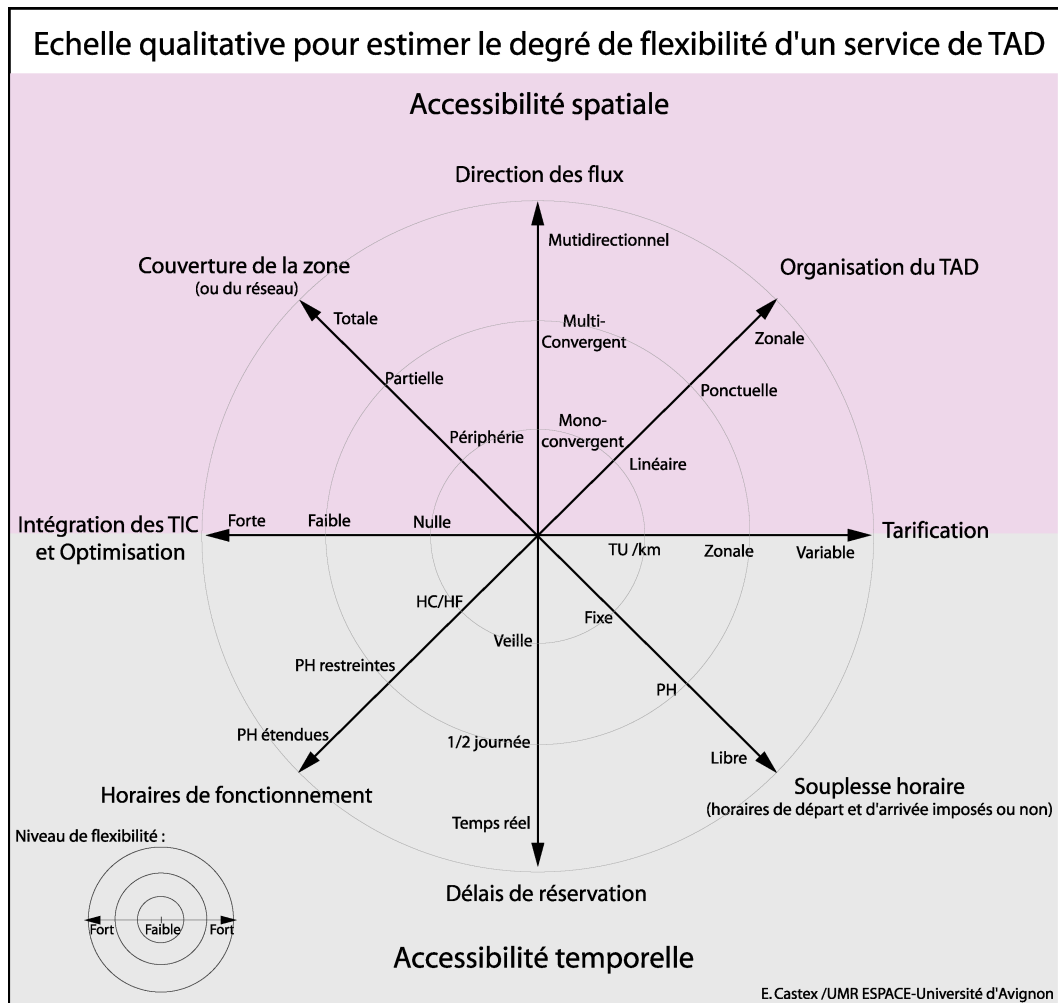 Echelle qualitative pour estimer le degré de flexibilité d'un service de TAD
Accessibilité spatiale
Direction des flux
Mutidirectionnel
Couverture de la zone
(ou du réseau)
Organisation du TAD
Totale
Multi-
Convergent
Zonale
Partielle
Ponctuelle
Périphérie
Mono-
convergent
Linéaire
Intégration des TIC
et Optimisation
Forte
Faible
Nulle
TU /km
Zonale
Variable
Tarification
HC/HF
Veille
Fixe
PH restreintes
PH
PH étendues
1/2 journée
Libre
Horaires de fonctionnement
Souplesse horaire
(horaires de départ et d'arrivée imposés ou non)
Temps réel
Niveau de flexibilité :
Délais de réservation
Fort
Faible
Fort
Accessibilité temporelle
E. Castex /UMR ESPACE-Université d'Avignon